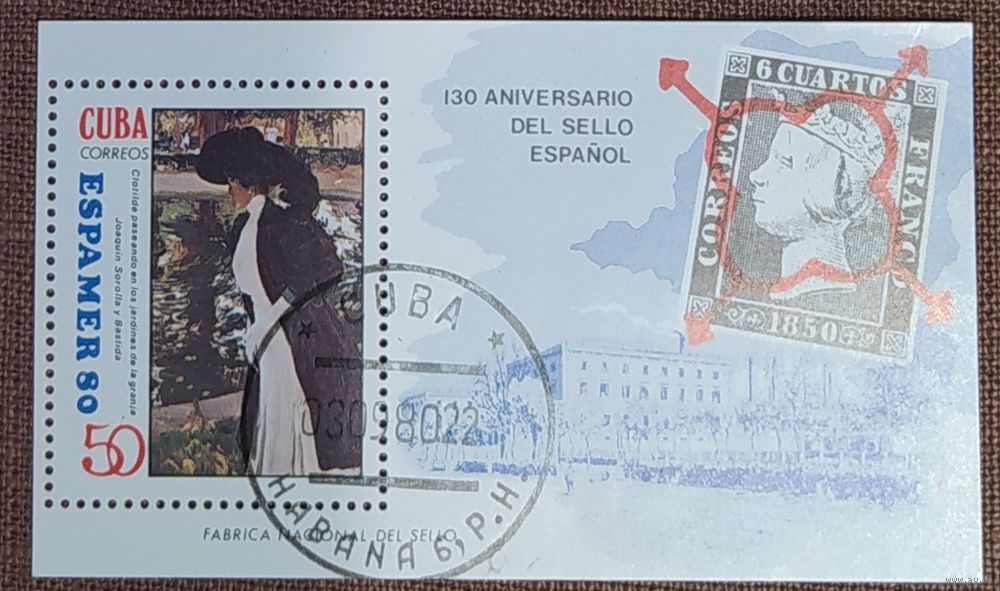 CUBA
CORREOS
ESPAMER 80
50
Clotilde paseando en los jardines de la granja
Joaquín Sorolla y Bastida
130 ANIVERSARIO
DEL SELLO
ESPAÑOL
6 CUARTOS
CORREOS
FRANCO
1850
CUBA
03098022
HABANA 6, P.H.
FABRICA NACIONAL DEL SELLO